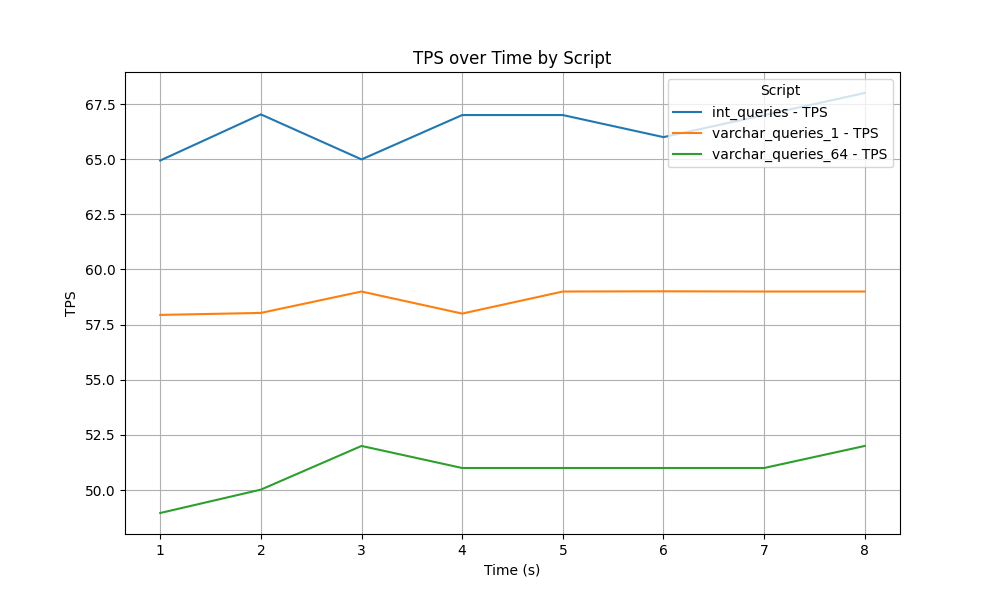 TPS over Time by Script
Script
int_queries - TPS
varchar_queries_1 - TPS
varchar_queries_64 - TPS
TPS
67.5
65.0
62.5
60.0
57.5
55.0
52.5
50.0
1 2 3 4 5 6 7 8
Time (s)